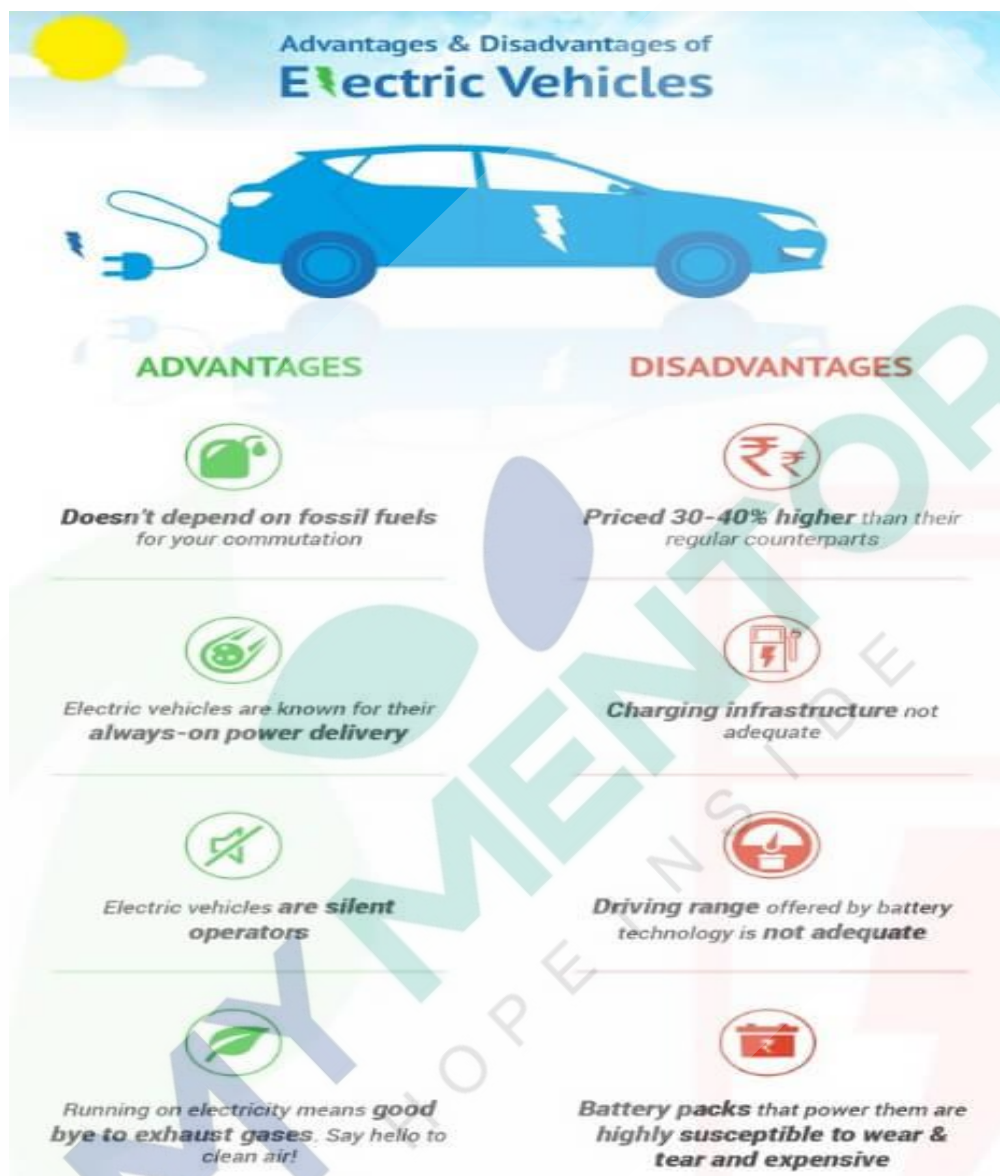 Advantages & Disadvantages of
Electric Vehicles
ADVANTAGES
Doesn't depend on fossil fuels
for your commutation
Electric vehicles are known for their
always-on power delivery
Electric vehicles are silent
operators
Running on electricity means good
bye to exhaust gases. Say hello to
clean air!
DISADVANTAGES
₹ ₹
Priced 30-40% higher than their
regular counterparts
Charging infrastructure not
adequate
Driving range offered by battery
technology is not adequate
₹
Battery packs that power them are
highly susceptible to wear &
tear and expensive
MY MENTOP
HOPE INSIDE